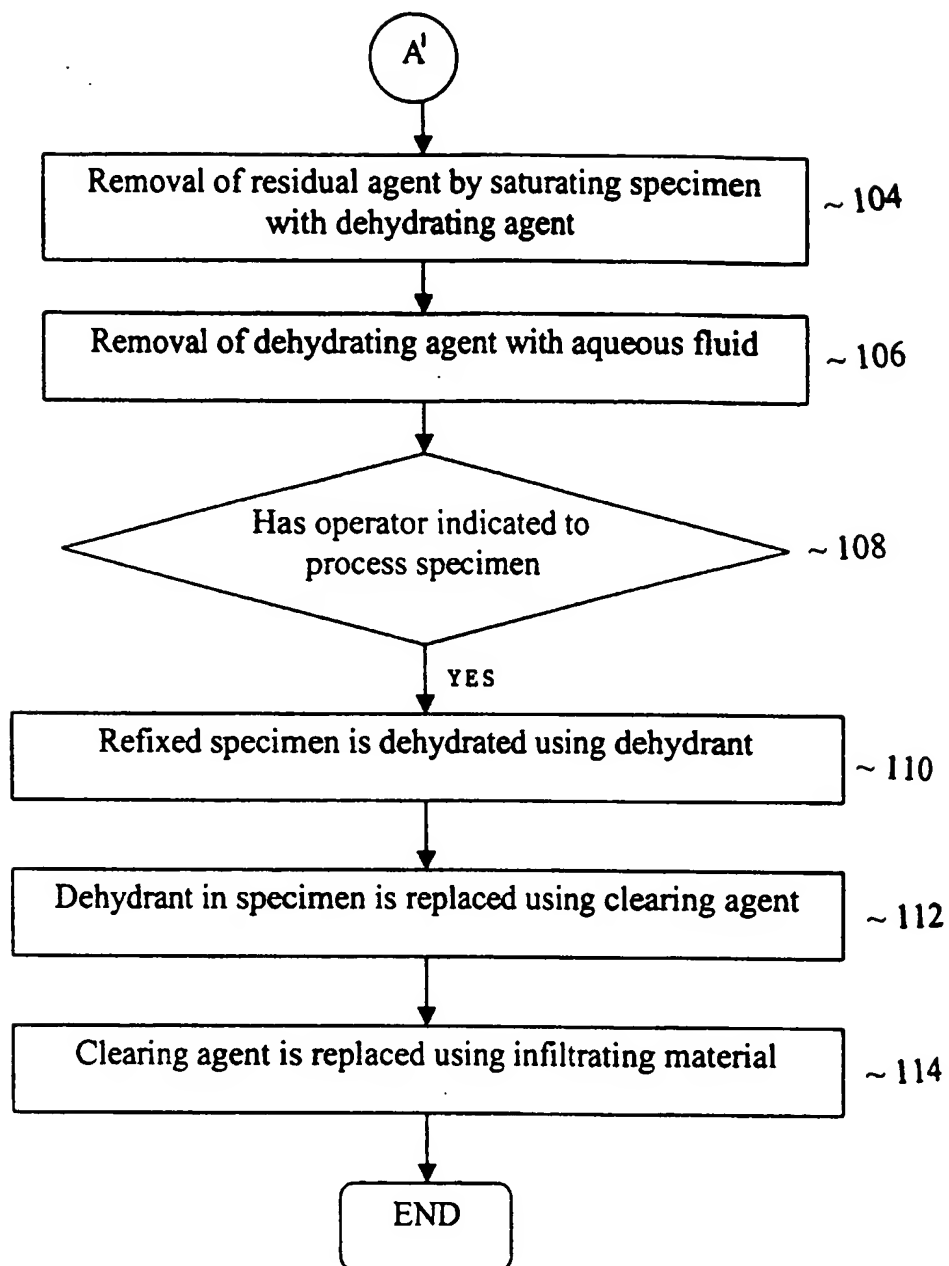 A'
Removal of residual agent by saturating specimen
with dehydrating agent
~ 104
Removal of dehydrating agent with aqueous fluid
~ 106
Has operator indicated to
process specimen
~ 108
YES
Refixed specimen is dehydrated using dehydrant
~ 110
Dehydrant in specimen is replaced using clearing agent
~ 112
Clearing agent is replaced using infiltrating material
~ 114
END